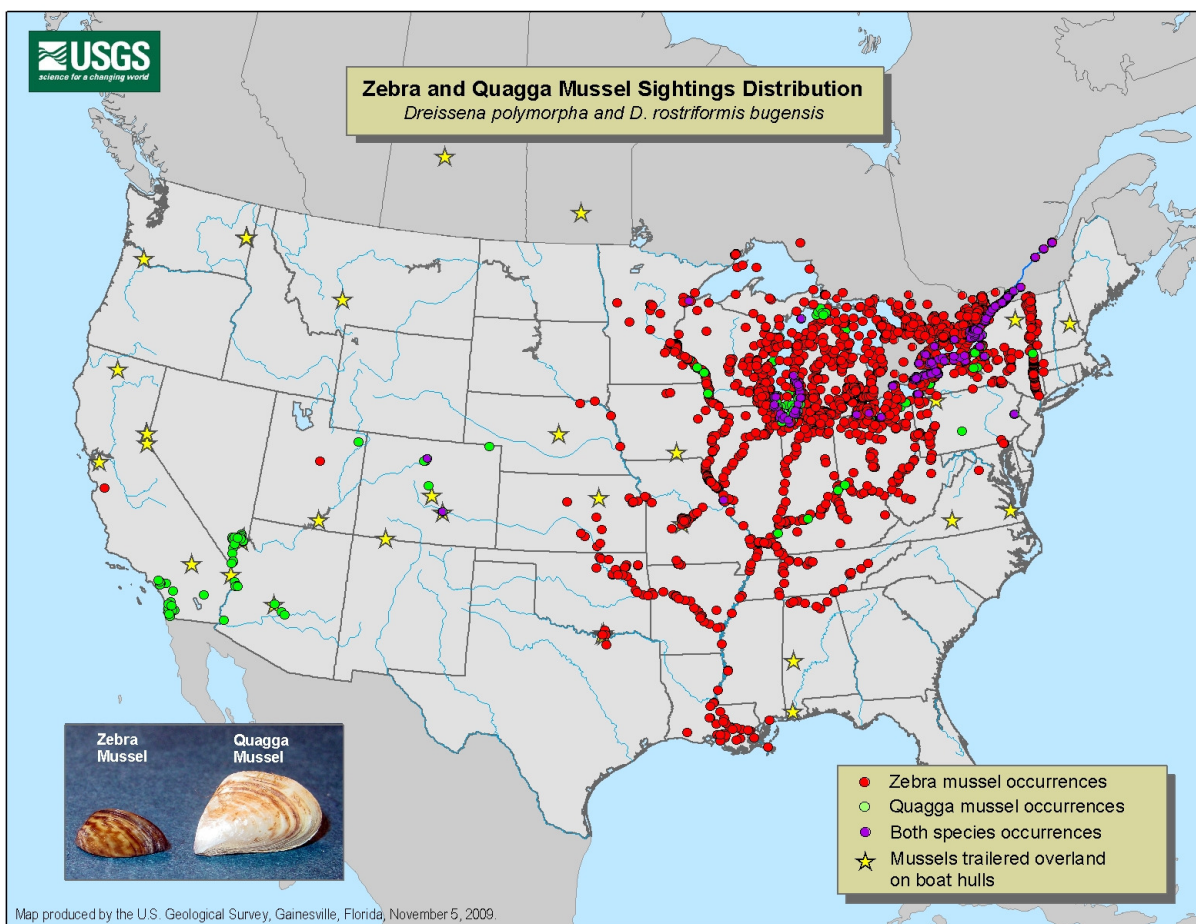 USGS
science for a changing world
Zebra and Quagga Mussel Sightings Distribution
Dreissena polymorpha and D. rostriformis bugensis
Zebra
Mussel
Quagga
Mussel
Zebra mussel occurrences
Quagga mussel occurrences
Both species occurrences
Mussels trailered overland
on boat hulls
Map produced by the U.S. Geological Survey, Gainesville, Florida, November 5, 2009.